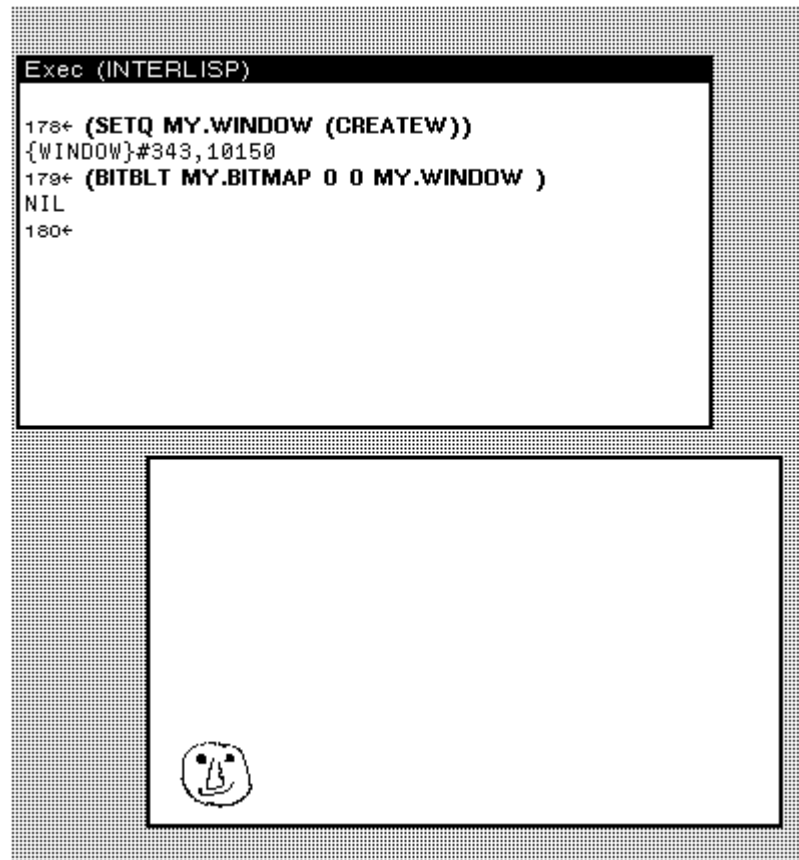 Exec (INTERLISP)
178← (SETQ MY.WINDOW (CREATEW))
{WINDOW}#343,10150
179← (BITBLT MY.BITMAP 0 0 MY.WINDOW )
NIL
180←